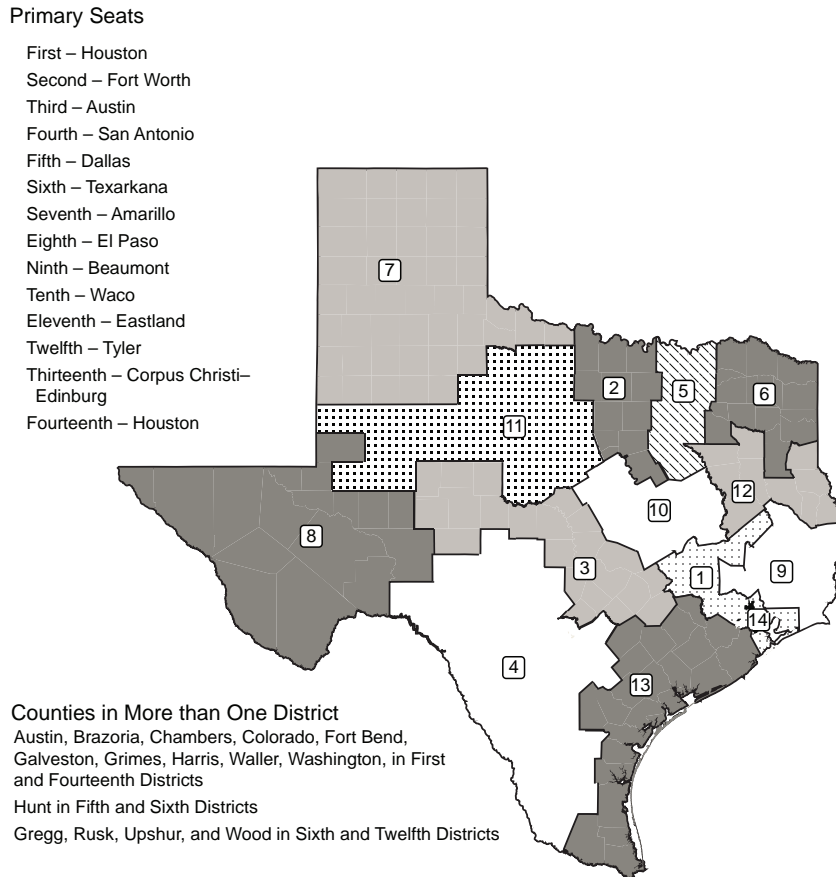 Primary Seats
First – Houston
Second – Fort Worth
Third – Austin
Fourth – San Antonio
Fifth – Dallas
Sixth – Texarkana
Seventh – Amarillo
Eighth – El Paso
Ninth – Beaumont
Tenth – Waco
Eleventh – Eastland
Twelfth – Tyler
Thirteenth – Corpus Christi–
Edinburg
Fourteenth – Houston
7
2
5
6
11
12
10
8
3
1
9
14
4
13
Counties in More than One District
Austin, Brazoria, Chambers, Colorado, Fort Bend,
Galveston, Grimes, Harris, Waller, Washington, in First
and Fourteenth Districts
Hunt in Fifth and Sixth Districts
Gregg, Rusk, Upshur, and Wood in Sixth and Twelfth Districts